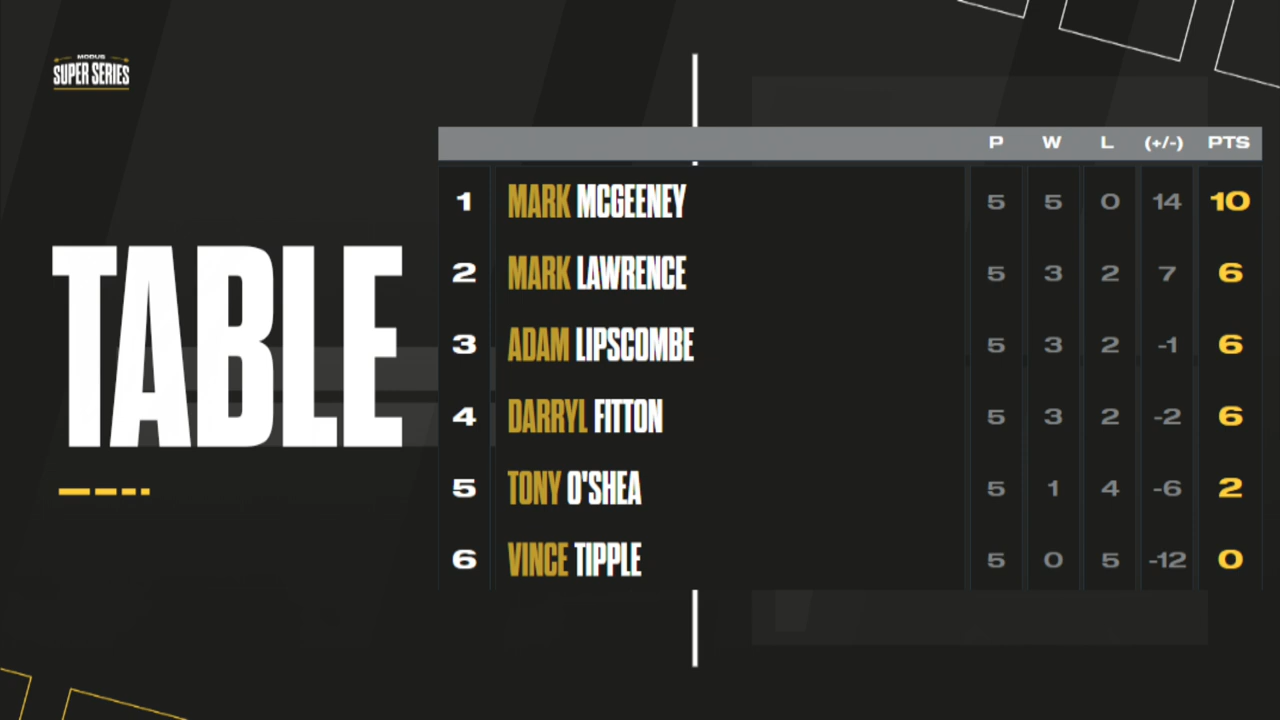 MODUS
SUPER SERIES
P W L (+/-) PTS
1 MARK MCGEENEY 5 5 0 14 10
2 MARK LAWRENCE 5 3 2 7 6
TABLE
3 ADAM LIPSCOMBE 5 3 2 -1 6
4 DARRYL FITTON 5 3 2 -2 6
5 TONY O'SHEA 5 1 4 -6 2
6 VINCE TIPPLE 5 0 5 -12 0